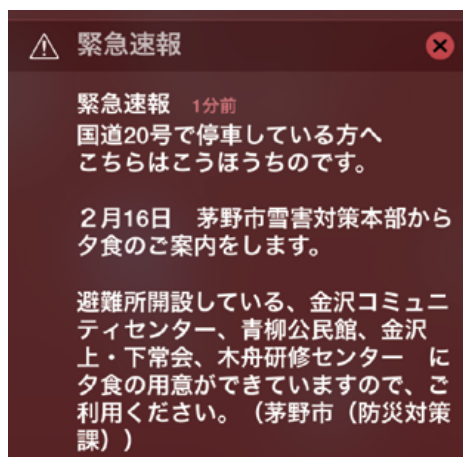 緊急速報
緊急速報 1分前
国道20号で停車している方へ
こちらはこうほうちのです。
２月16日　茅野市雪害対策本部から
夕食のご案内をします。
避難所開設している、金沢コミュニ
ティセンター、青柳公民館、金沢
上・下常会、木舟研修センター　に
夕食の用意ができていますので、ご
利用ください。（茅野市（防災対策
課））